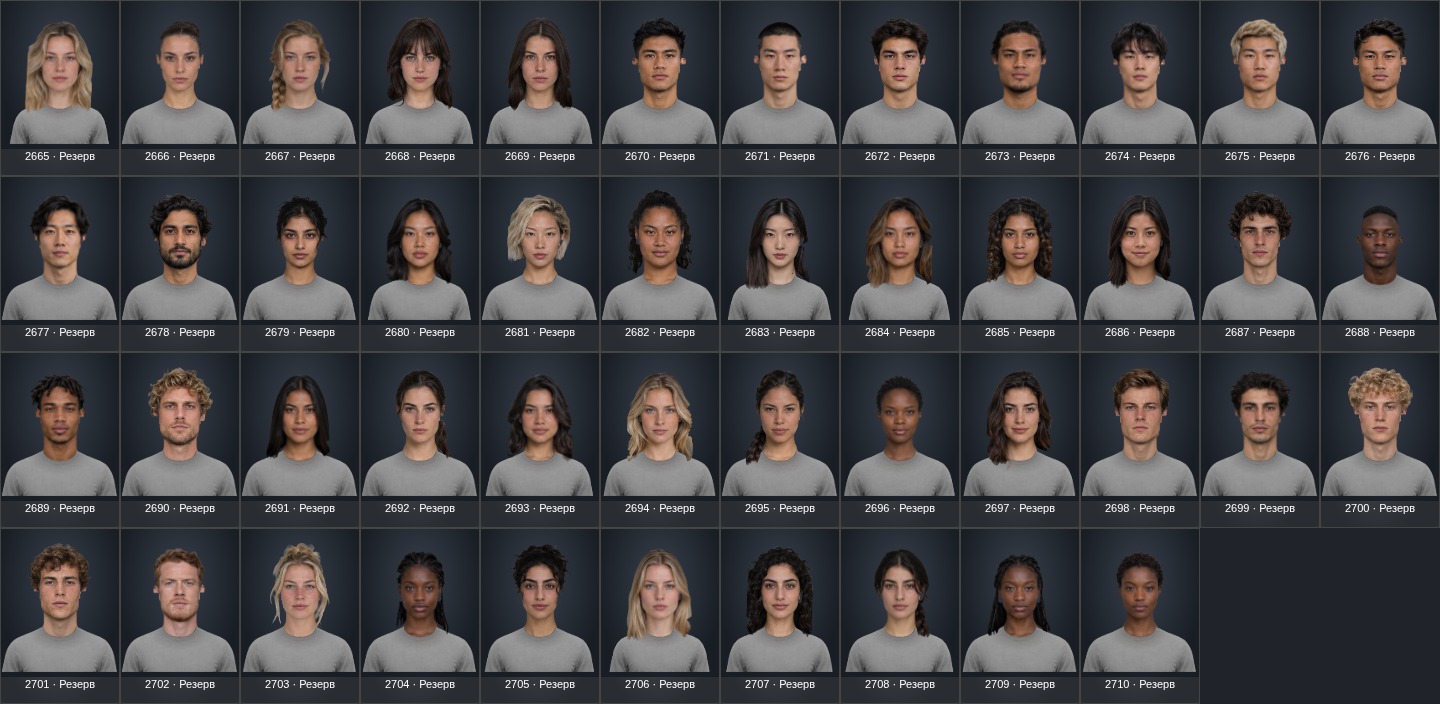 2665 · Резерв
2666 · Резерв
2667 · Резерв
2668 · Резерв
2669 · Резерв
2670 · Резерв
2671 · Резерв
2672 · Резерв
2673 · Резерв
2674 · Резерв
2675 · Резерв
2676 · Резерв
2677 · Резерв
2678 · Резерв
2679 · Резерв
2680 · Резерв
2681 · Резерв
2682 · Резерв
2683 · Резерв
2684 · Резерв
2685 · Резерв
2686 · Резерв
2687 · Резерв
2688 · Резерв
2689 · Резерв
2690 · Резерв
2691 · Резерв
2692 · Резерв
2693 · Резерв
2694 · Резерв
2695 · Резерв
2696 · Резерв
2697 · Резерв
2698 · Резерв
2699 · Резерв
2700 · Резерв
2701 · Резерв
2702 · Резерв
2703 · Резерв
2704 · Резерв
2705 · Резерв
2706 · Резерв
2707 · Резерв
2708 · Резерв
2709 · Резерв
2710 · Резерв